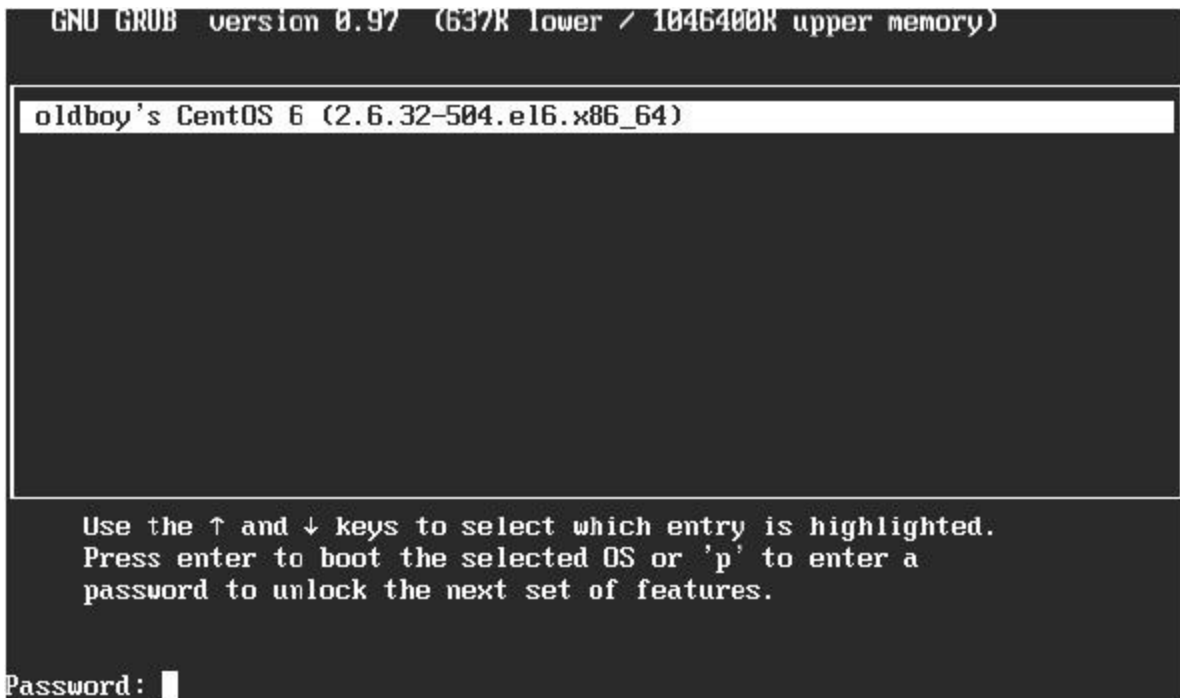 GNU GRUB version 0.97 (637K lower / 1046400K upper memory)
oldboy's CentOS 6 (2.6.32-504.el6.x86_64)
Use the ↑ and ↓ keys to select which entry is highlighted.
Press enter to boot the selected OS or 'p' to enter a
password to unlock the next set of features.
Password: